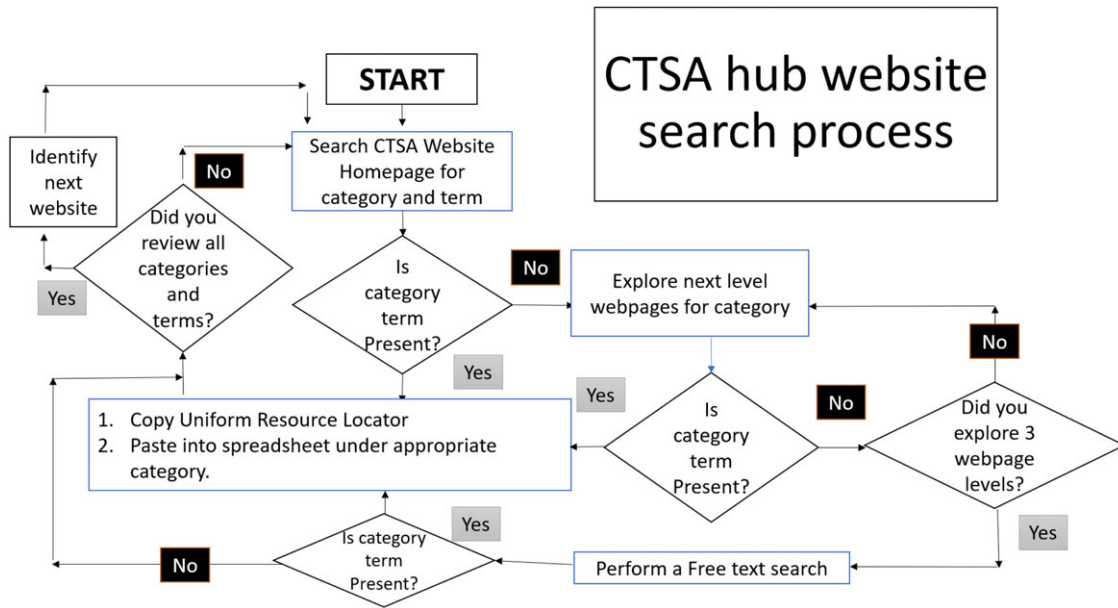 CTSA hub website
search process
START
Search CTSA Website
Homepage for
category and term
Identify
next
website
No
Did you
review all
categories
and
terms?
Yes
Is
category
term
Present?
No
Explore next level
webpages for category
Yes
1. Copy Uniform Resource Locator
2. Paste into spreadsheet under appropriate
category.
Yes
Is
category
term
Present?
No
No
Did you
explore 3
webpage
levels?
Yes
Perform a Free text search
Is category
term
Present?
Yes
No